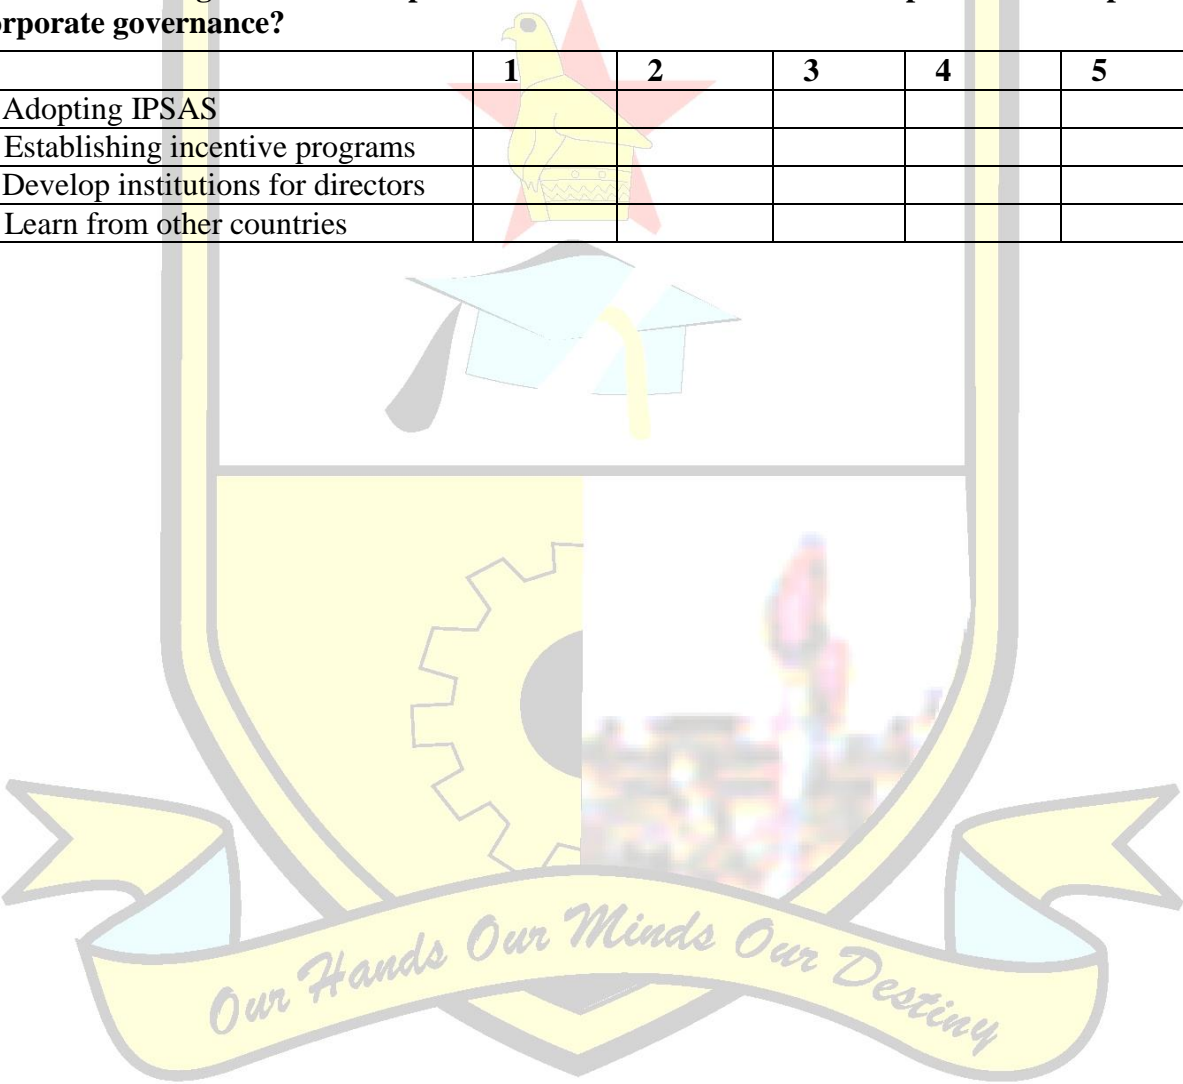 corporate governance?
1 2 3 4 5
Adopting IPSAS
Establishing incentive programs
Develop institutions for directors
Learn from other countries
Our Hands Our Minds Our Destiny